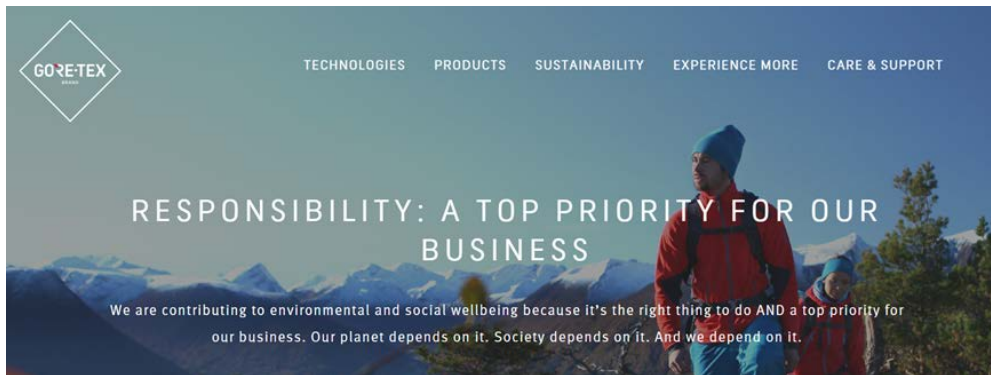 GORE-TEX
BRAND
TECHNOLOGIES PRODUCTS SUSTAINABILITY EXPERIENCE MORE CARE & SUPPORT
RESPONSIBILITY: A TOP PRIORITY FOR OUR
BUSINESS
We are contributing to environmental and social wellbeing because it's the right thing to do AND a top priority for
our business. Our planet depends on it. Society depends on it. And we depend on it.